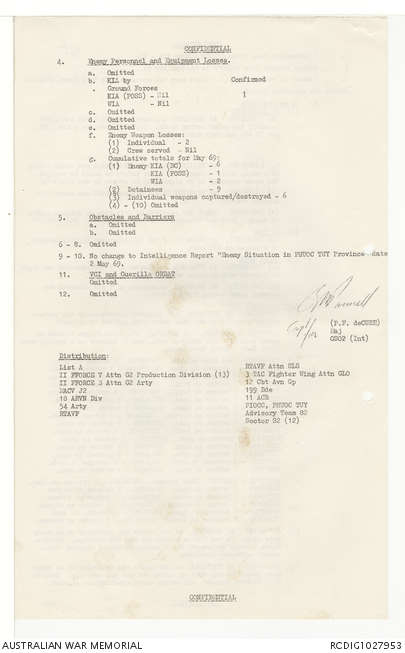 CONFIDENTIAL
4. Enemy Personnel and Equipment Losses.
a. Omitted
b. KIA by Confirmed
. Ground Forces 1
KIA (POSS) - Nil
WIA - Nil
c. Omitted
d. Omitted
e. Omitted
f. Enemy Weapon Losses:
(1) Individual - 2
(2) Crew served - Nil
g. Cumulative totals for May 69:
(1) Enemy KIA (BC) - 6
KIA (POSS) - 1
WIA - 2
(2) Detainees - 9
(3) Individual weapons captured/destroyed - 6
(4) - (10) Omitted
5. Obstacles and Barriers
a. Omitted
b. Omitted
6 - 8. Omitted
9 - 10. No change to Intelligence Report "Enemy Situation in PHUOC TUY Province" date
2 May 69.
11. VCI and Guerilla ORBAT
Omitted
12. Omitted
Capt
(P.F. deCURE)
Maj
GSO2 (Int)
Distribution:
List A
II FFORCE V Attn G2 Production Division (13)
II FFORCE 3 Attn G2 Arty
MACV J2
18 ARVN Div
54 Arty
RTAVF
RTAVF Attn SLS
3 TAC Fighter Wing Attn GLO
12 Cbt Avn Gp
199 Bde
11 ACR
PIOCC, PHUOC TUY
Advisory Team 82
Sector S2 (12)
CONFIDENTIAL
AUSTRALIAN WAR MEMORIAL
RCDIG1027953